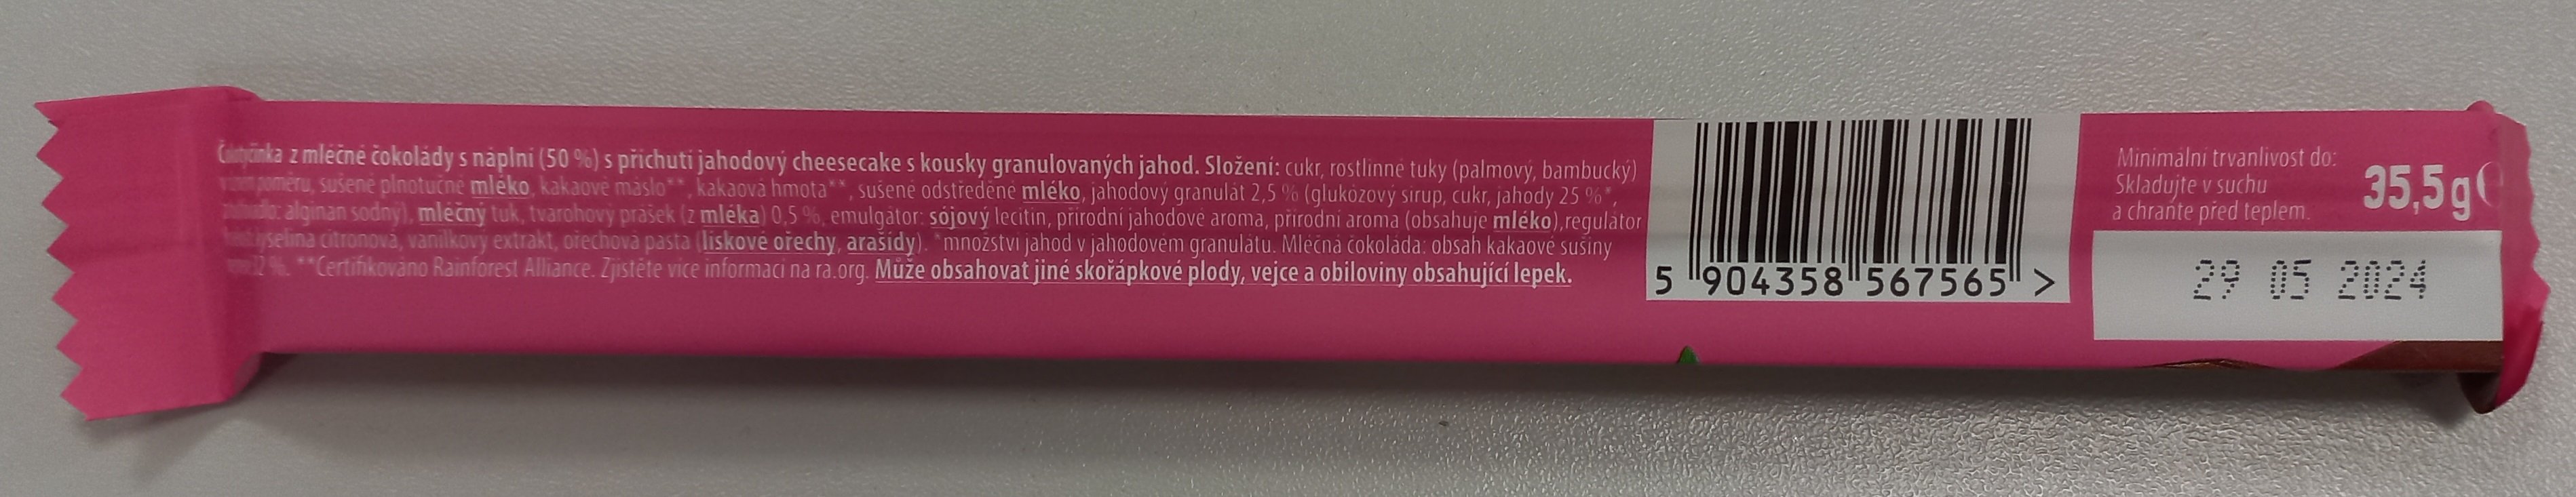 z mléčné čokolády s náplní (50 %) s příchutí jahodový cheesecake s kousky granulovaných jahod. Složení: cukr, rostlinné tuky (palmový, bambucký)
poměru, sušené plnotučné mléko, kakaové máslo**, kakaová hmota**, sušené odstředěné mléko, jahodový granulát 2,5 % (glukózový sirup, cukr, jahody 25 %*,
alginan sodný), mléčný tuk, tvarohový prášek (z mléka) 0,5 %, emulgátor: sójový lecitin, přírodní jahodové aroma, přírodní aroma (obsahuje mléko),regulátor
kyselina citronová, vanilkový extrakt, ořechová pasta (lískové ořechy, arašídy). *množství jahod v jahodovém granulátu. Mléčná čokoláda: obsah kakaové sušiny
32 %. **Certifikováno Rainforest Alliance. Zjistěte více informací na ra.org. Může obsahovat jiné skořápkové plody, vejce a obiloviny obsahující lepek.
5 904358 567565 >
Minimální trvanlivost do:
Skladujte v suchu
a chraňte před teplem.
35,5 g ℮
29 05 2024